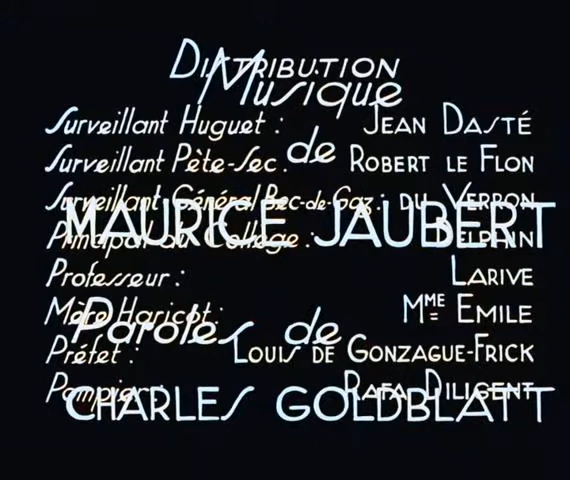 Distribution
Musique
Surveillant Huguet : Jean Dasté
de
Surveillant Pète-Sec : Robert le Flon
Surveillant Général Bec-de-Gaz : du Verron
MAURICE JAUBERT
Principal du Collège : Delphin
Professeur : Larive
Mère Haricot : Mme Emile
Paroles de
Préfet : Louis de Gonzague-Frick
Pompier : Rafa Diligent
CHARLES GOLDBLATT